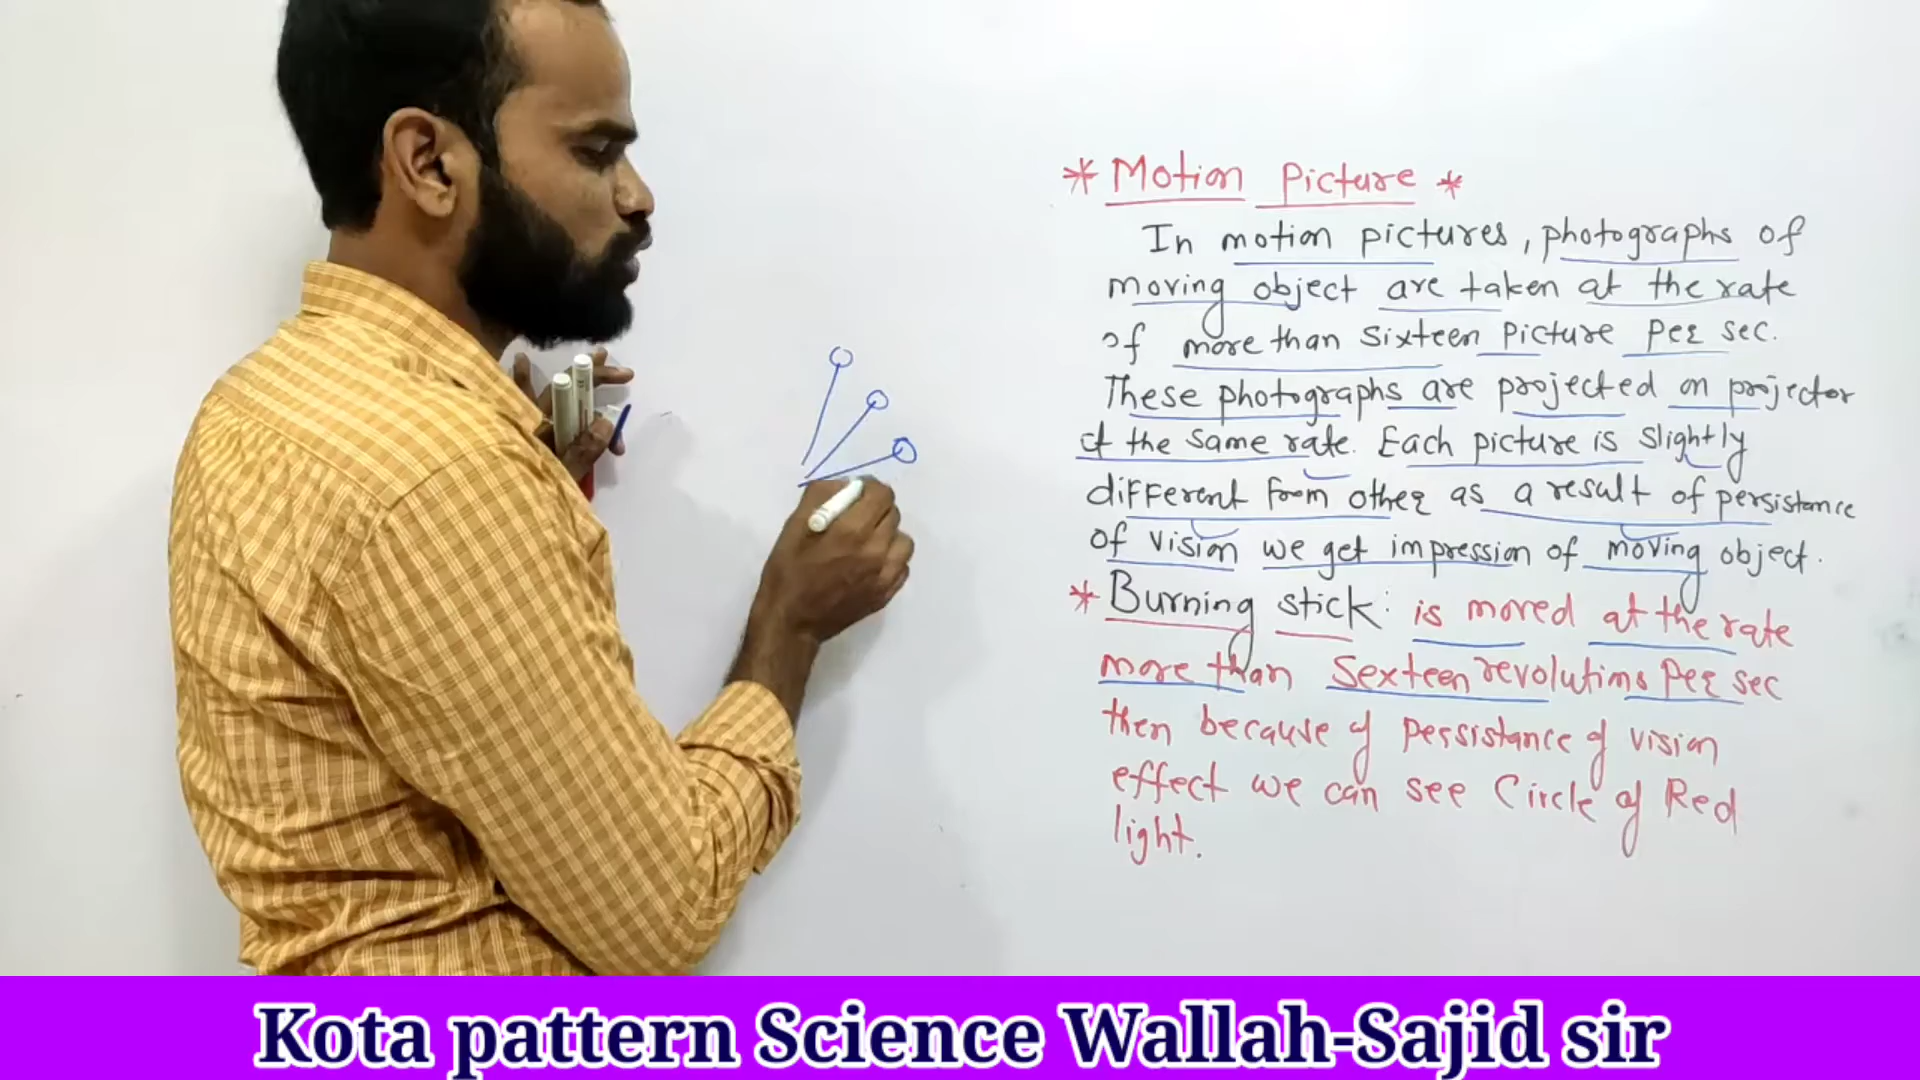 * Motion Picture *
In motion pictures, photographs of
moving object are taken at the rate
of more than sixteen picture per sec.
These photographs are projected on projector
at the same rate. Each picture is slightly
different from other as a result of persistance
of vision we get impression of moving object.
* Burning stick: is moved at the rate
more than Sexteen revolutions per sec
then because of persistance of vision
effect we can see Circle of Red
light.
Kota pattern Science Wallah-Sajid sir